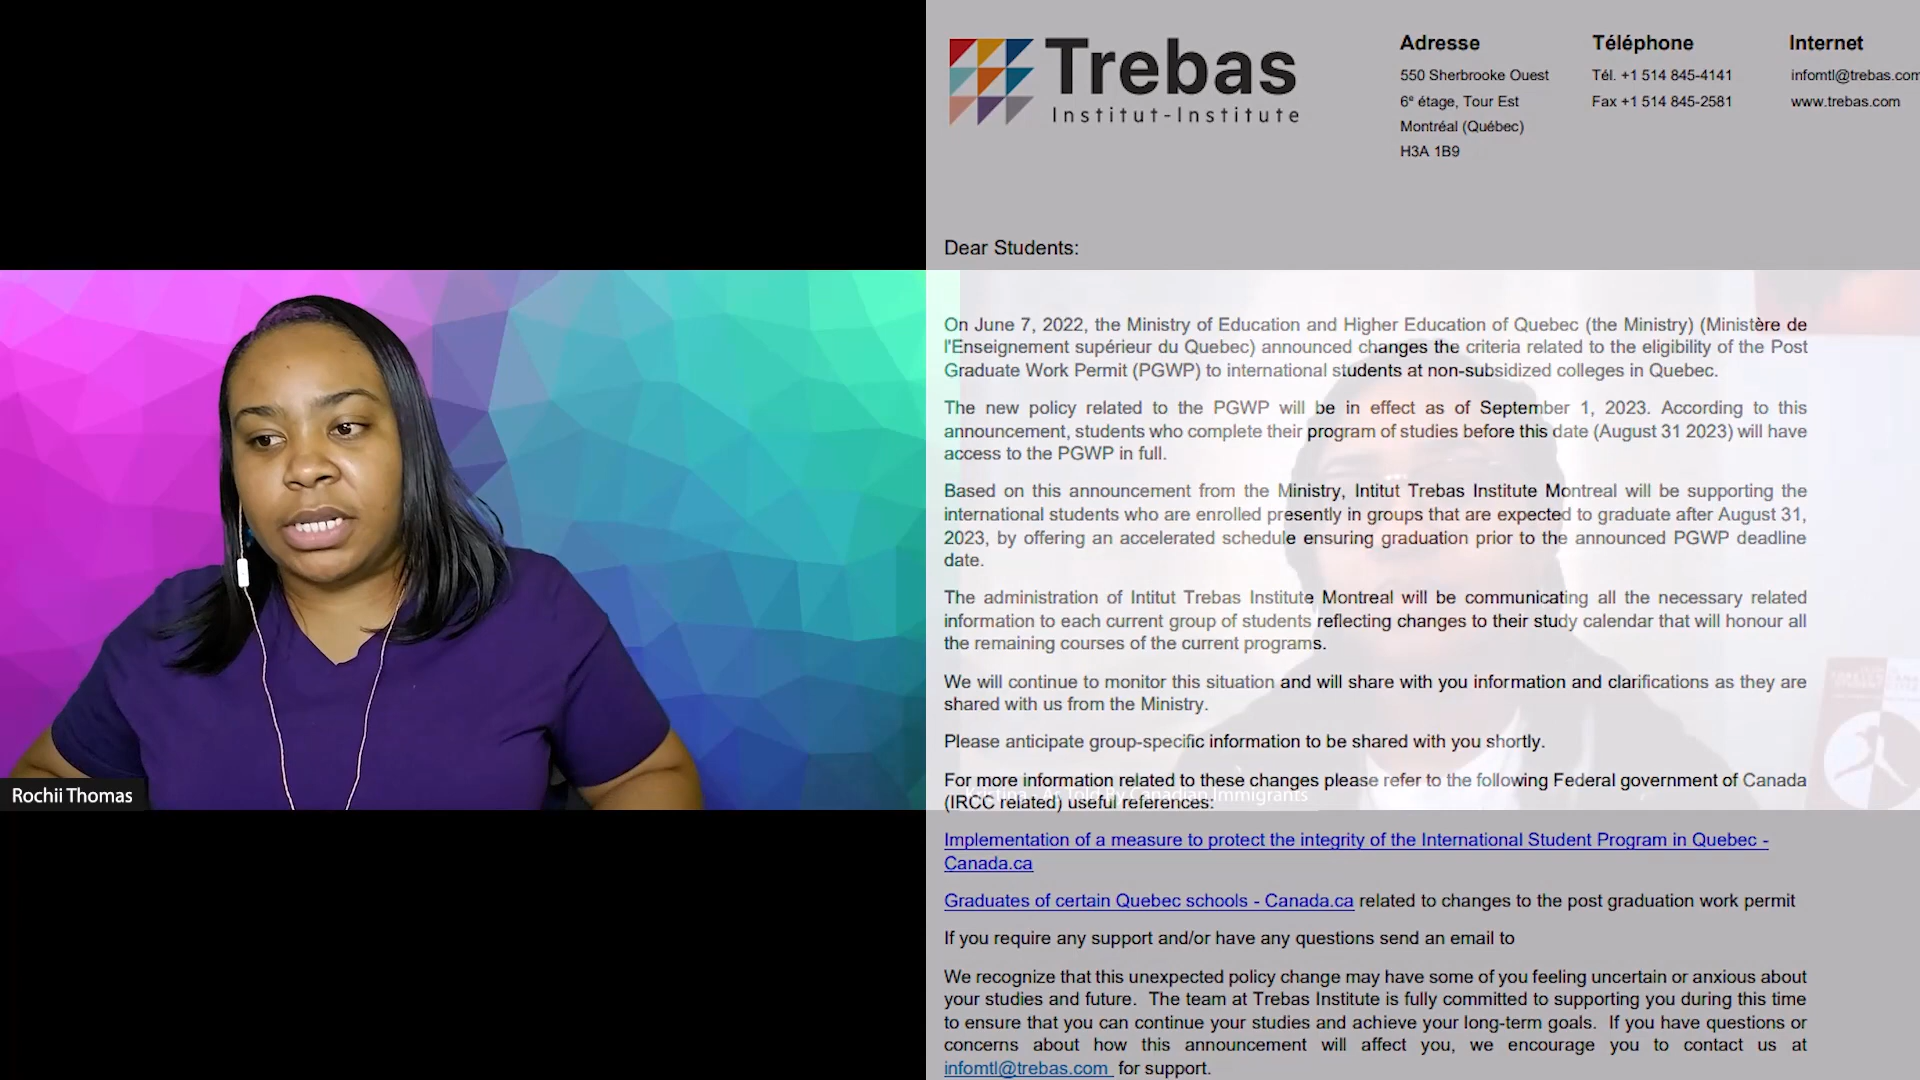 Trebas
Institut-Institute
Adresse
550 Sherbrooke Ouest
6e étage, Tour Est
Montréal (Québec)
H3A 1B9
Téléphone
Tél. +1 514 845-4141
Fax +1 514 845-2581
Internet
infomtl@trebas.com
www.trebas.com
Dear Students:
On June 7, 2022, the Ministry of Education and Higher Education of Quebec (the Ministry) (Ministère de
l'Enseignement supérieur du Quebec) announced changes the criteria related to the eligibility of the Post
Graduate Work Permit (PGWP) to international students at non-subsidized colleges in Quebec.
The new policy related to the PGWP will be in effect as of September 1, 2023. According to this
announcement, students who complete their program of studies before this date (August 31 2023) will have
access to the PGWP in full.
Based on this announcement from the Ministry, Intitut Trebas Institute Montreal will be supporting the
international students who are enrolled presently in groups that are expected to graduate after August 31,
2023, by offering an accelerated schedule ensuring graduation prior to the announced PGWP deadline
date.
The administration of Intitut Trebas Institute Montreal will be communicating all the necessary related
information to each current group of students reflecting changes to their study calendar that will honour all
the remaining courses of the current programs.
We will continue to monitor this situation and will share with you information and clarifications as they are
shared with us from the Ministry.
Please anticipate group-specific information to be shared with you shortly.
For more information related to these changes please refer to the following Federal government of Canada
(IRCC related) useful references:
Kristina - As Told By Canadian Immigrants
Implementation of a measure to protect the integrity of the International Student Program in Quebec -
Canada.ca
Graduates of certain Quebec schools - Canada.ca related to changes to the post graduation work permit
If you require any support and/or have any questions send an email to
We recognize that this unexpected policy change may have some of you feeling uncertain or anxious about
your studies and future. The team at Trebas Institute is fully committed to supporting you during this time
to ensure that you can continue your studies and achieve your long-term goals. If you have questions or
concerns about how this announcement will affect you, we encourage you to contact us at
infomtl@trebas.com for support.
Rochii Thomas